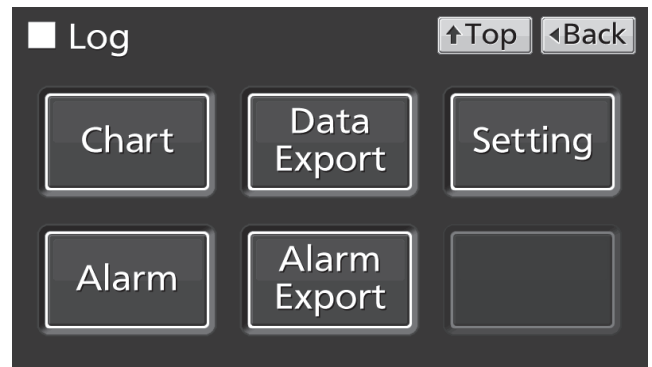 Log
Top
Back
Chart
Data
Export
Setting
Alarm
Alarm
Export